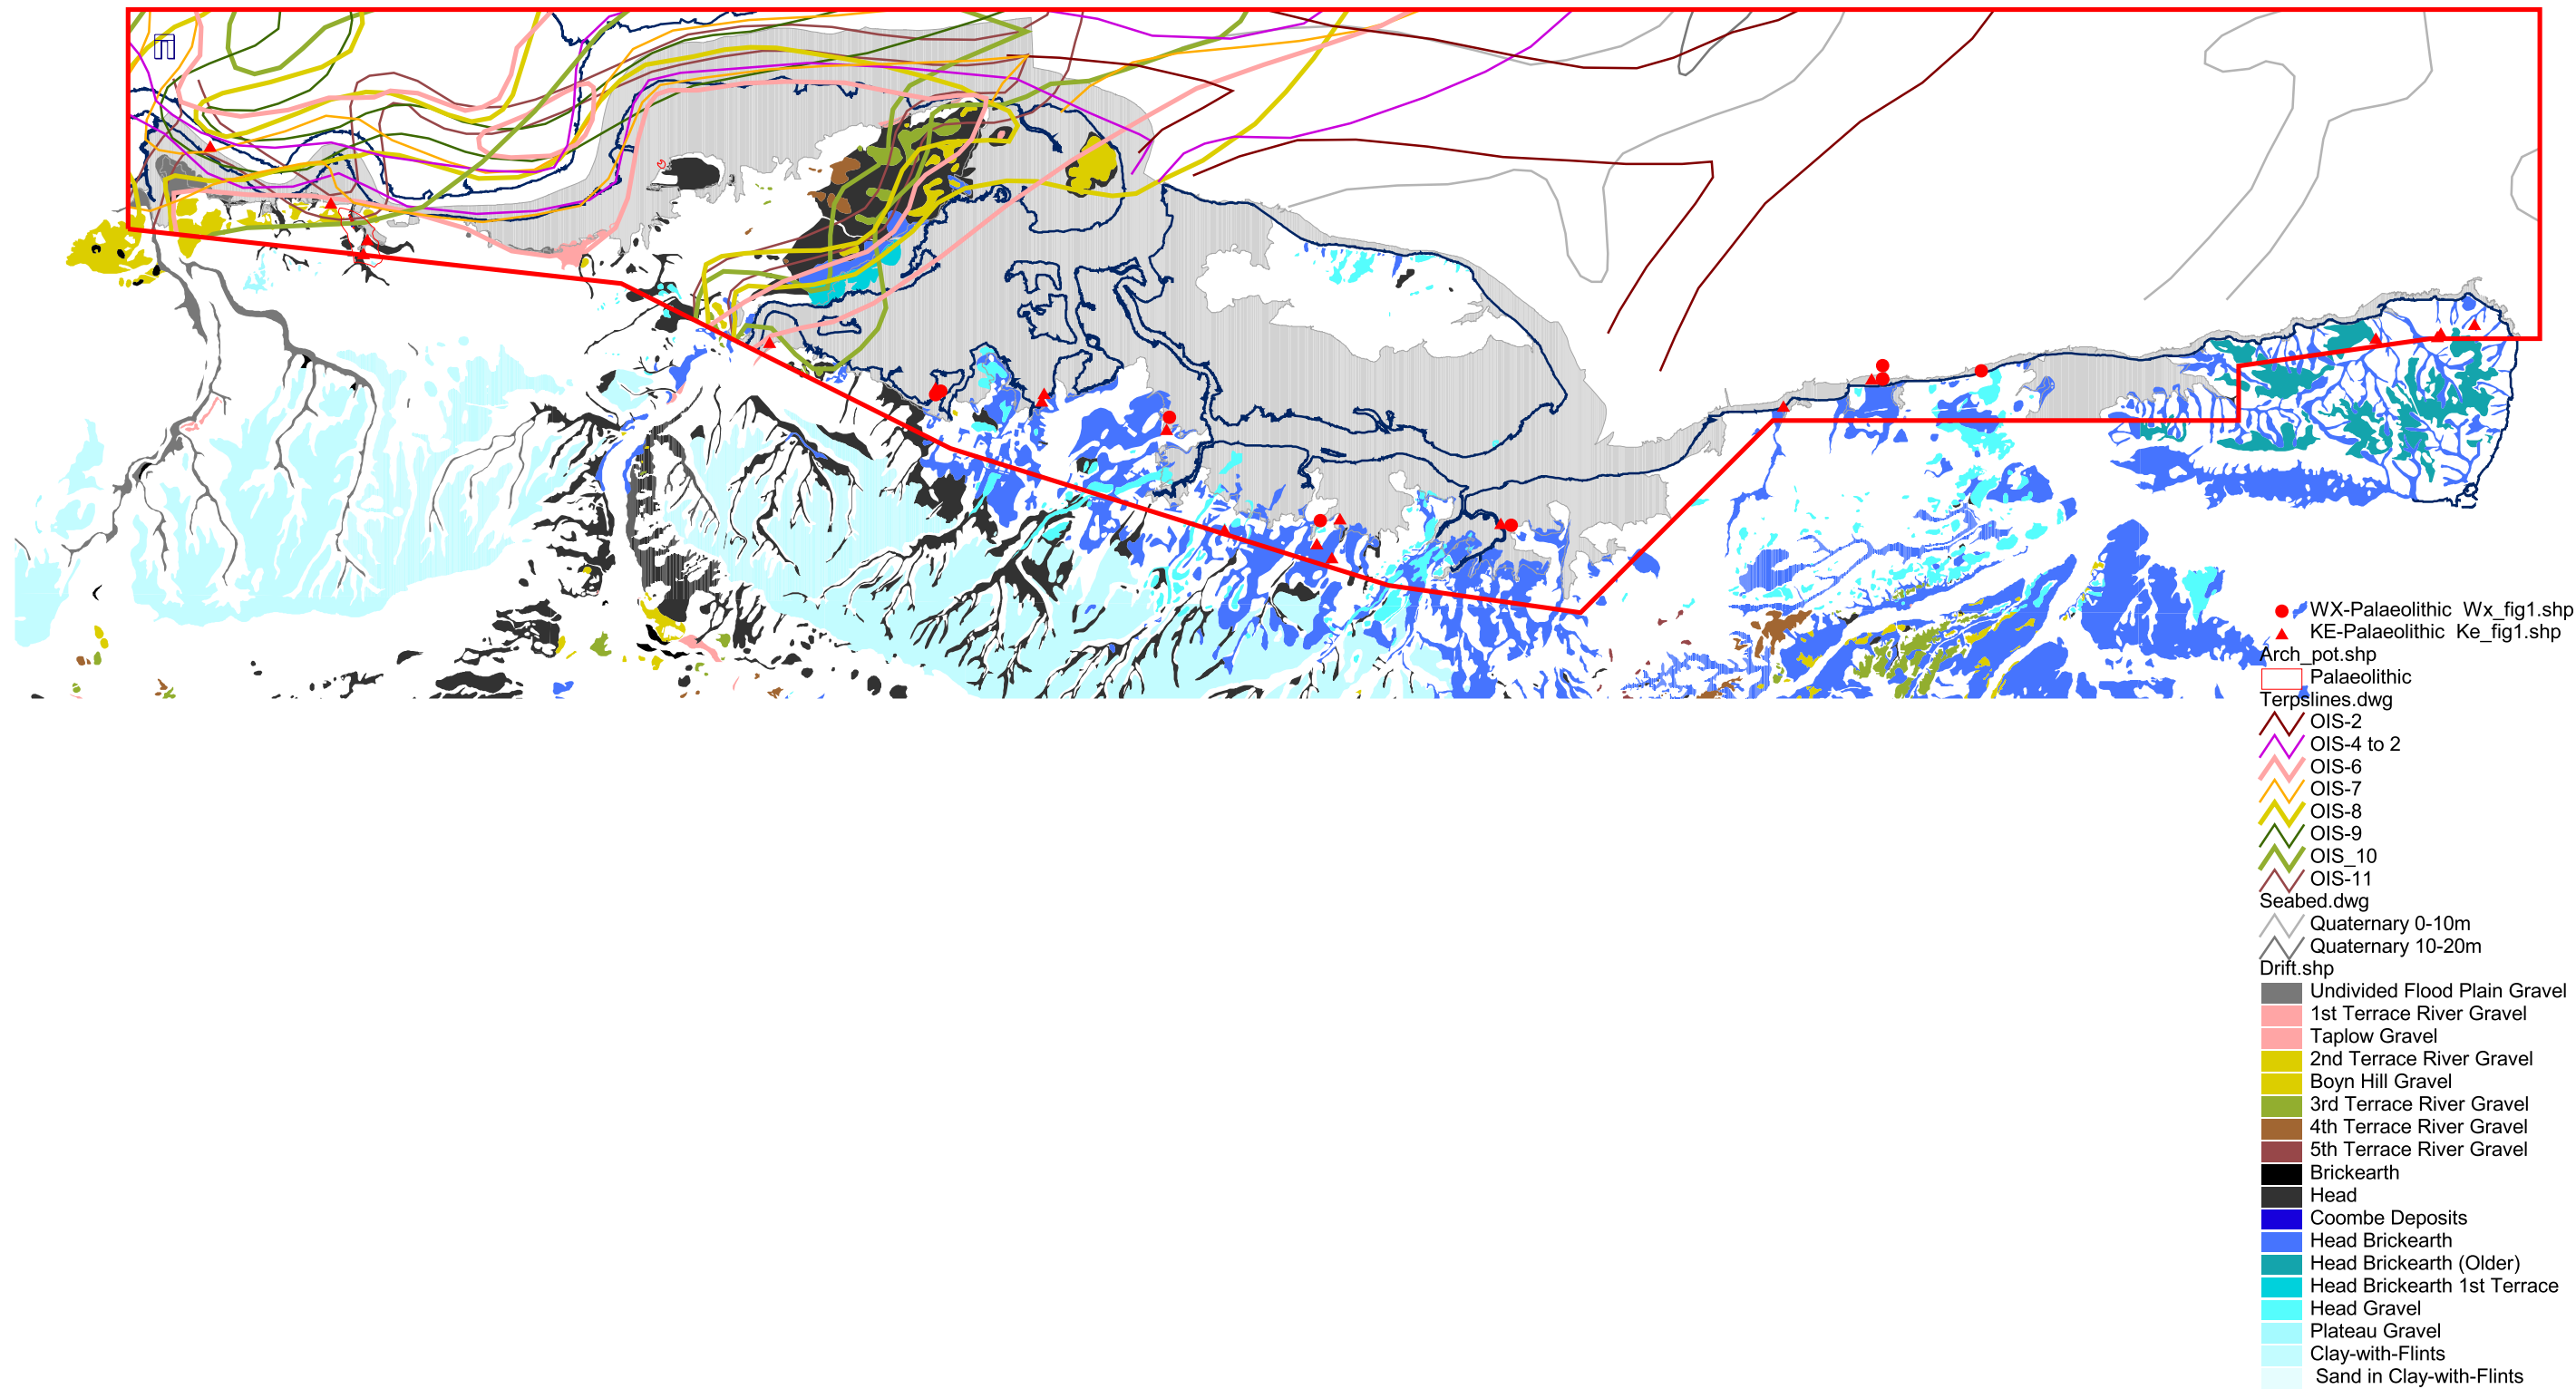 WX-Palaeolithic Wx_fig1.shp
KE-Palaeolithic Ke_fig1.shp
Arch_pot.shp
Palaeolithic
Terpslines.dwg
OIS-2
OIS-4 to 2
OIS-6
OIS-7
OIS-8
OIS-9
OIS_10
OIS-11
Seabed.dwg
Quaternary 0-10m
Quaternary 10-20m
Drift.shp
Undivided Flood Plain Gravel
1st Terrace River Gravel
Taplow Gravel
2nd Terrace River Gravel
Boyn Hill Gravel
3rd Terrace River Gravel
4th Terrace River Gravel
5th Terrace River Gravel
Brickearth
Head
Coombe Deposits
Head Brickearth
Head Brickearth (Older)
Head Brickearth 1st Terrace
Head Gravel
Plateau Gravel
Clay-with-Flints
Sand in Clay-with-Flints